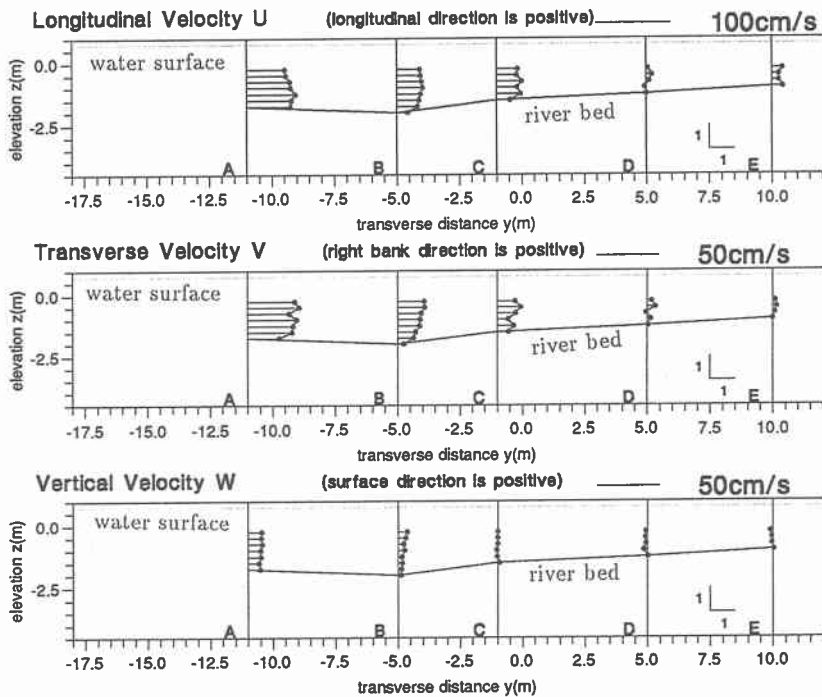 Longitudinal Velocity U (longitudinal direction is positive) 100cm/s
water surface
0.0
-2.5
elevation z(m)
river bed
1
1
A B C D E
-17.5 -15.0 -12.5 -10.0 -7.5 -5.0 -2.5 0.0 2.5 5.0 7.5 10.0
transverse distance y(m)
Transverse Velocity V (right bank direction is positive) 50cm/s
water surface
0.0
-2.5
elevation z(m)
river bed
1
1
A B C D E
-17.5 -15.0 -12.5 -10.0 -7.5 -5.0 -2.5 0.0 2.5 5.0 7.5 10.0
transverse distance y(m)
Vertical Velocity W (surface direction is positive) 50cm/s
water surface
0.0
-2.5
elevation z(m)
river bed
1
1
A B C D E
-17.5 -15.0 -12.5 -10.0 -7.5 -5.0 -2.5 0.0 2.5 5.0 7.5 10.0
transverse distance y(m)